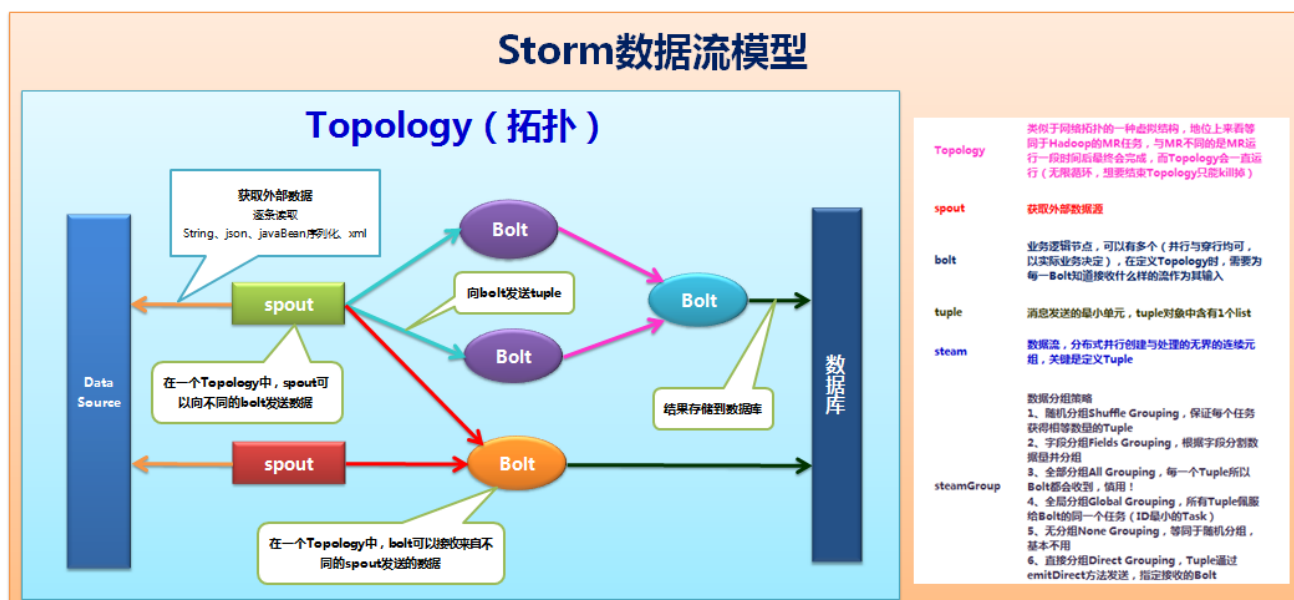 Storm数据流模型
Topology（拓扑）
获取外部数据
逐条读取
String、json、javaBean序列化、xml
Bolt
spout
向bolt发送tuple
Bolt
Bolt
在一个Topology中，spout可
以向不同的bolt发送数据
Data
Source
结果存储到数据库
数据库
spout
Bolt
在一个Topology中，bolt可以接收来自不
同的spout发送的数据
Topology
类似于网络拓扑的一种虚拟结构，地位上来看等
同于Hadoop的MR任务，与MR不同的是MR运
行一段时间后最终会完成，而Topology会一直运
行（无限循环，想要结束Topology只能kill掉）
spout
获取外部数据源
bolt
业务逻辑节点，可以有多个（并行与穿行均可，
以实际业务决定），在定义Topology时，需要为
每一Bolt知道接收什么样的流作为其输入
tuple
消息发送的最小单元，tuple对象中含有1个list
steam
数据流，分布式并行创建与处理的无界的连续元
组，关键是定义Tuple
steamGroup
数据分组策略
1、随机分组Shuffle Grouping，保证每个任务
获得相等数量的Tuple
2、字段分组Fields Grouping，根据字段分割数
据量并分组
3、全部分组All Grouping，每一个Tuple所以
Bolt都会收到，慎用！
4、全局分组Global Grouping，所有Tuple佩服
给Bolt的同一个任务（ID最小的Task）
5、无分组None Grouping，等同于随机分组，
基本不用
6、直接分组Direct Grouping，Tuple通过
emitDirect方法发送，指定接收的Bolt